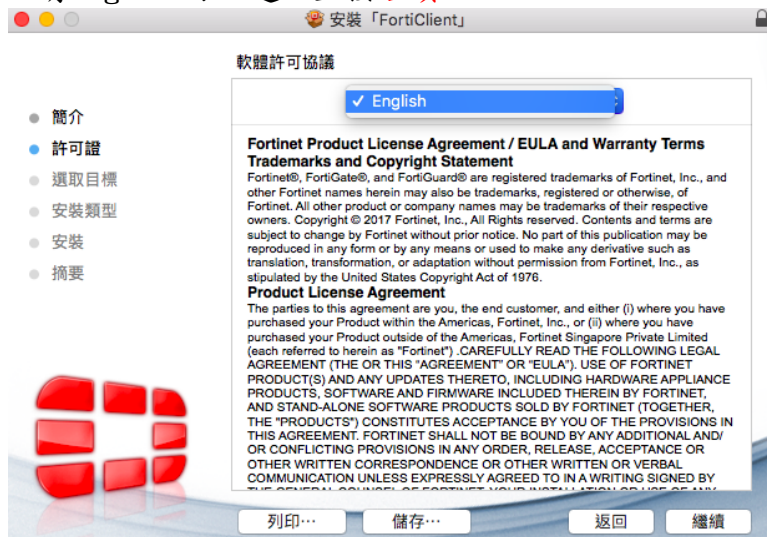 安裝「FortiClient」
軟體許可協議
English
簡介
許可證
選取目標
安裝類型
安裝
摘要
Fortinet Product License Agreement / EULA and Warranty Terms
Trademarks and Copyright Statement
Fortinet®, FortiGate®, and FortiGuard® are registered trademarks of Fortinet, Inc., and
other Fortinet names herein may also be trademarks, registered or otherwise, of
Fortinet. All other product or company names may be trademarks of their respective
owners. Copyright © 2017 Fortinet, Inc., All Rights reserved. Contents and terms are
subject to change by Fortinet without prior notice. No part of this publication may be
reproduced in any form or by any means or used to make any derivative such as
translation, transformation, or adaptation without permission from Fortinet, Inc., as
stipulated by the United States Copyright Act of 1976.
Product License Agreement
The parties to this agreement are you, the end customer, and either (i) where you have
purchased your Product within the Americas, Fortinet, Inc., or (ii) where you have
purchased your Product outside of the Americas, Fortinet Singapore Private Limited
(each referred to herein as "Fortinet") .CAREFULLY READ THE FOLLOWING LEGAL
AGREEMENT (THE OR THIS "AGREEMENT" OR "EULA"). USE OF FORTINET
PRODUCT(S) AND ANY UPDATES THERETO, INCLUDING HARDWARE APPLIANCE
PRODUCTS, SOFTWARE AND FIRMWARE INCLUDED THEREIN BY FORTINET,
AND STAND-ALONE SOFTWARE PRODUCTS SOLD BY FORTINET (TOGETHER,
THE "PRODUCTS") CONSTITUTES ACCEPTANCE BY YOU OF THE PROVISIONS IN
THIS AGREEMENT. FORTINET SHALL NOT BE BOUND BY ANY ADDITIONAL AND/
OR CONFLICTING PROVISIONS IN ANY ORDER, RELEASE, ACCEPTANCE OR
OTHER WRITTEN CORRESPONDENCE OR OTHER WRITTEN OR VERBAL
COMMUNICATION UNLESS EXPRESSLY AGREED TO IN A WRITING SIGNED BY
列印⋯
儲存⋯
返回
繼續